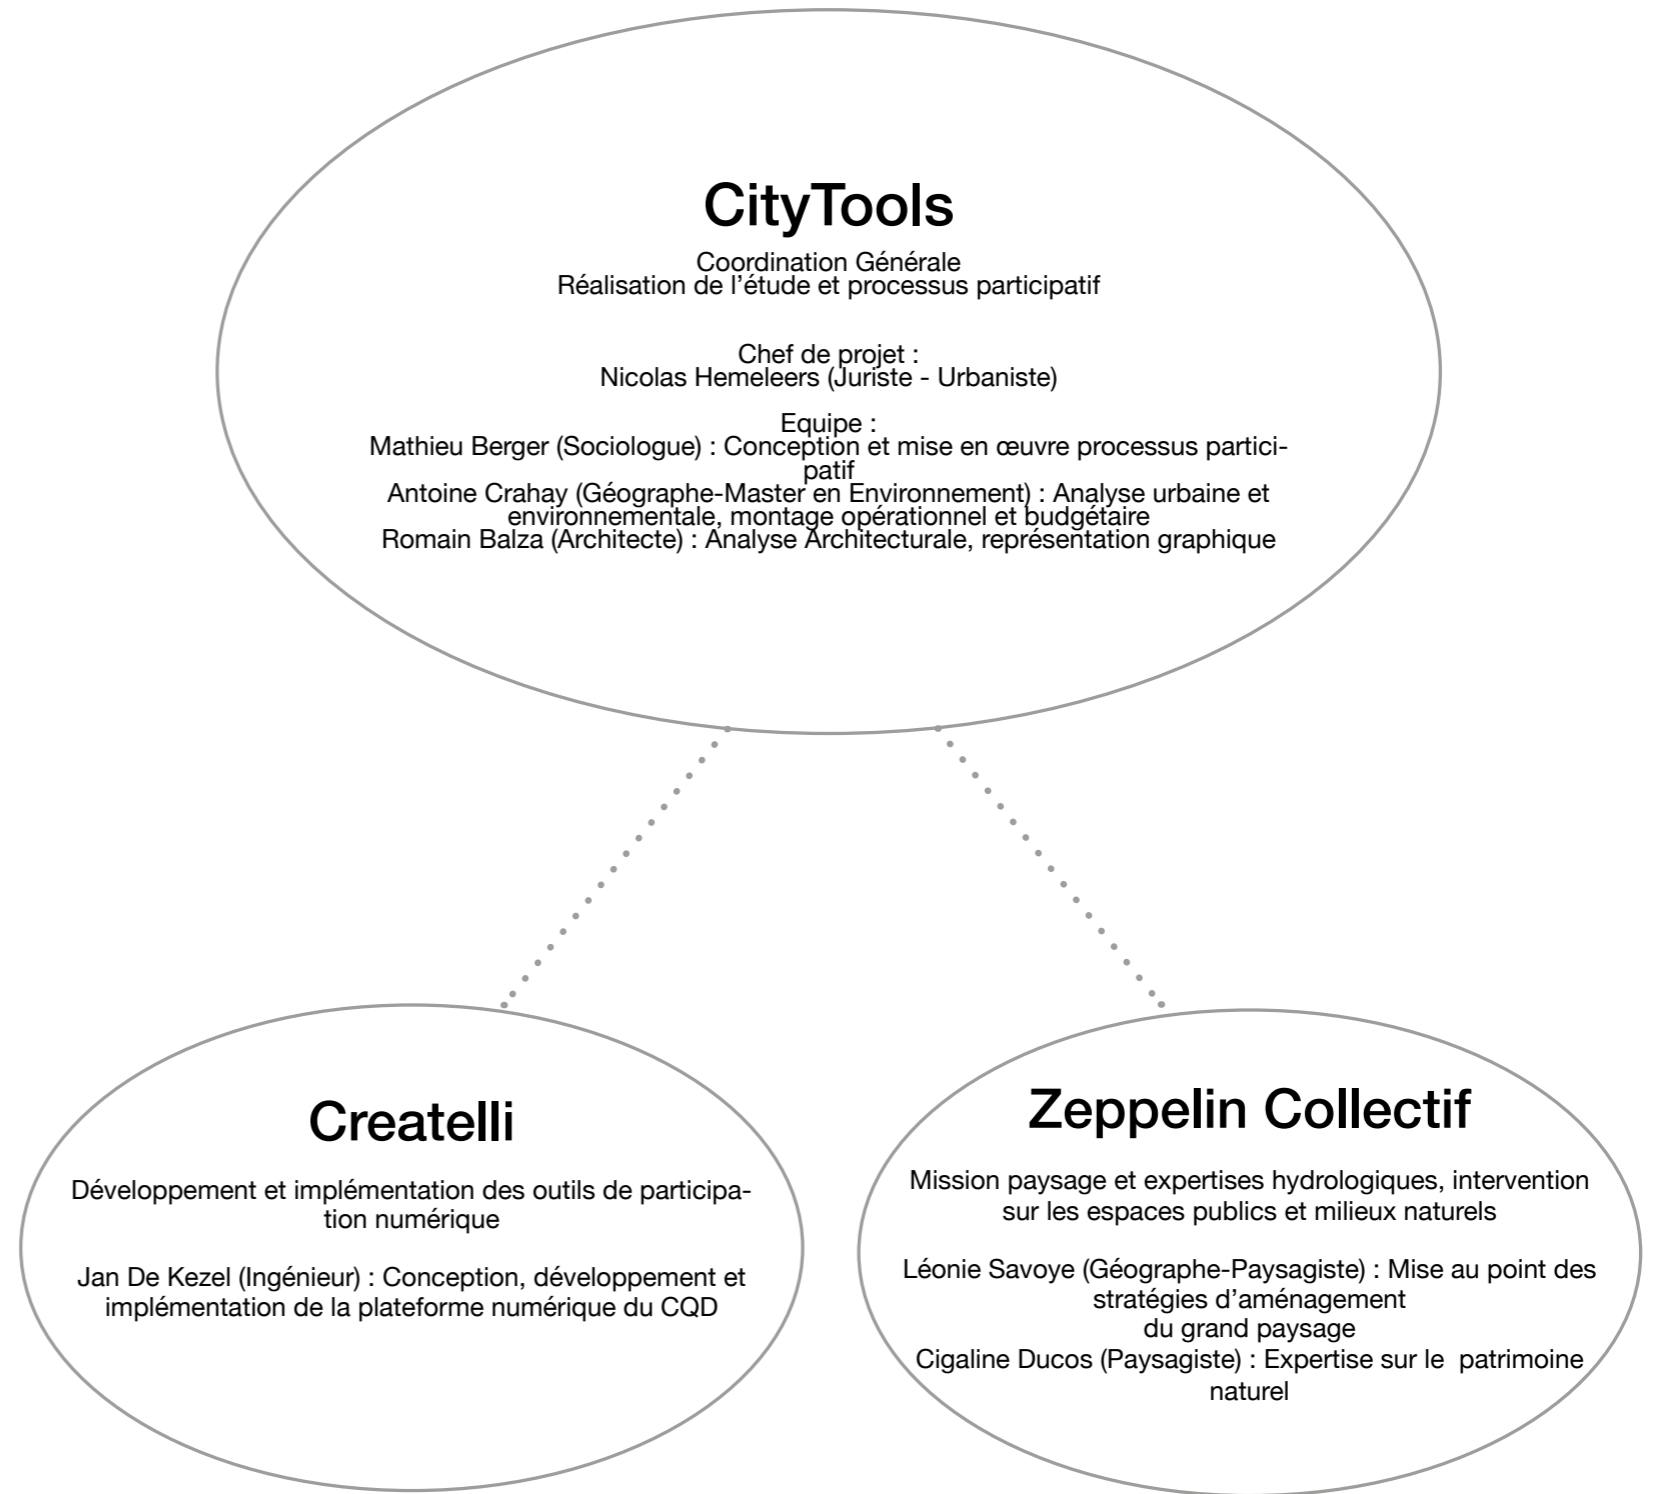 CityTools
Coordination Générale
Réalisation de l'étude et processus participatif
Chef de projet :
Nicolas Hemeleers (Juriste - Urbaniste)
Equipe :
Mathieu Berger (Sociologue) : Conception et mise en œuvre processus partici-
patif
Antoine Crahay (Géographe-Master en Environnement) : Analyse urbaine et
environnementale, montage opérationnel et budgétaire
Romain Balza (Architecte) : Analyse Architecturale, représentation graphique
Createlli
Développement et implémentation des outils de participa-
tion numérique
Jan De Kezel (Ingénieur) : Conception, développement et
implémentation de la plateforme numérique du CQD
Zeppelin Collectif
Mission paysage et expertises hydrologiques, intervention
sur les espaces publics et milieux naturels
Léonie Savoye (Géographe-Paysagiste) : Mise au point des
stratégies d'aménagement
du grand paysage
Cigaline Ducos (Paysagiste) : Expertise sur le  patrimoine
naturel